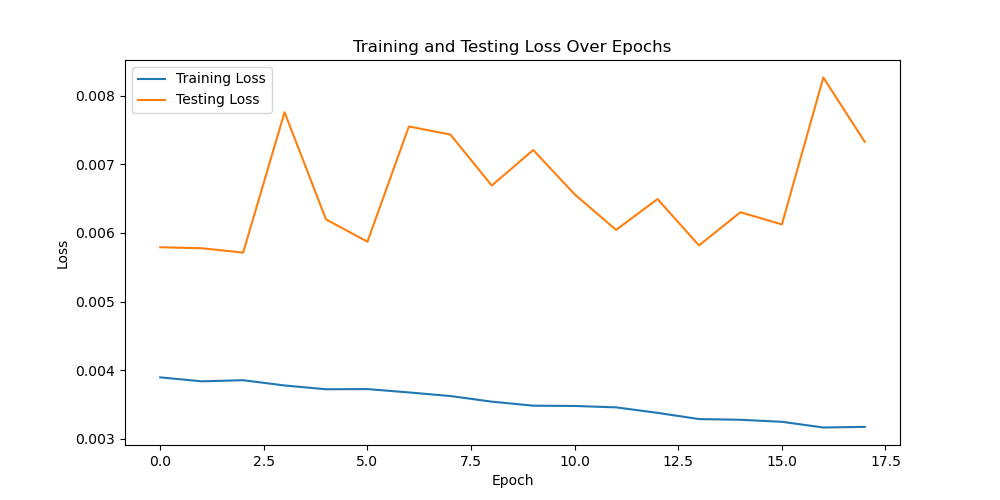 Training and Testing Loss Over Epochs
Training Loss
Testing Loss
0.008
0.007
0.006
0.005
0.004
0.003
Loss
0.0 2.5 5.0 7.5 10.0 12.5 15.0 17.5
Epoch